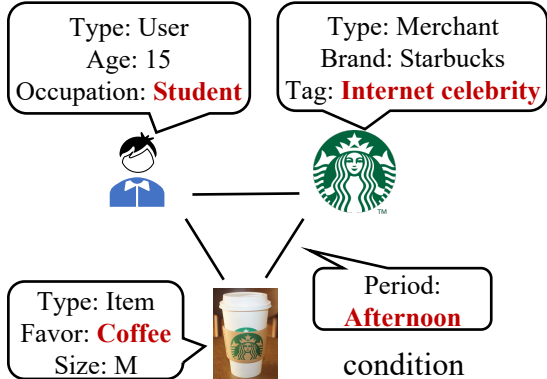 Type: User
Age: 15
Occupation: Student
Type: Merchant
Brand: Starbucks
Tag: Internet celebrity
TM
Type: Item
Favor: Coffee
Size: M
Period:
Afternoon
condition